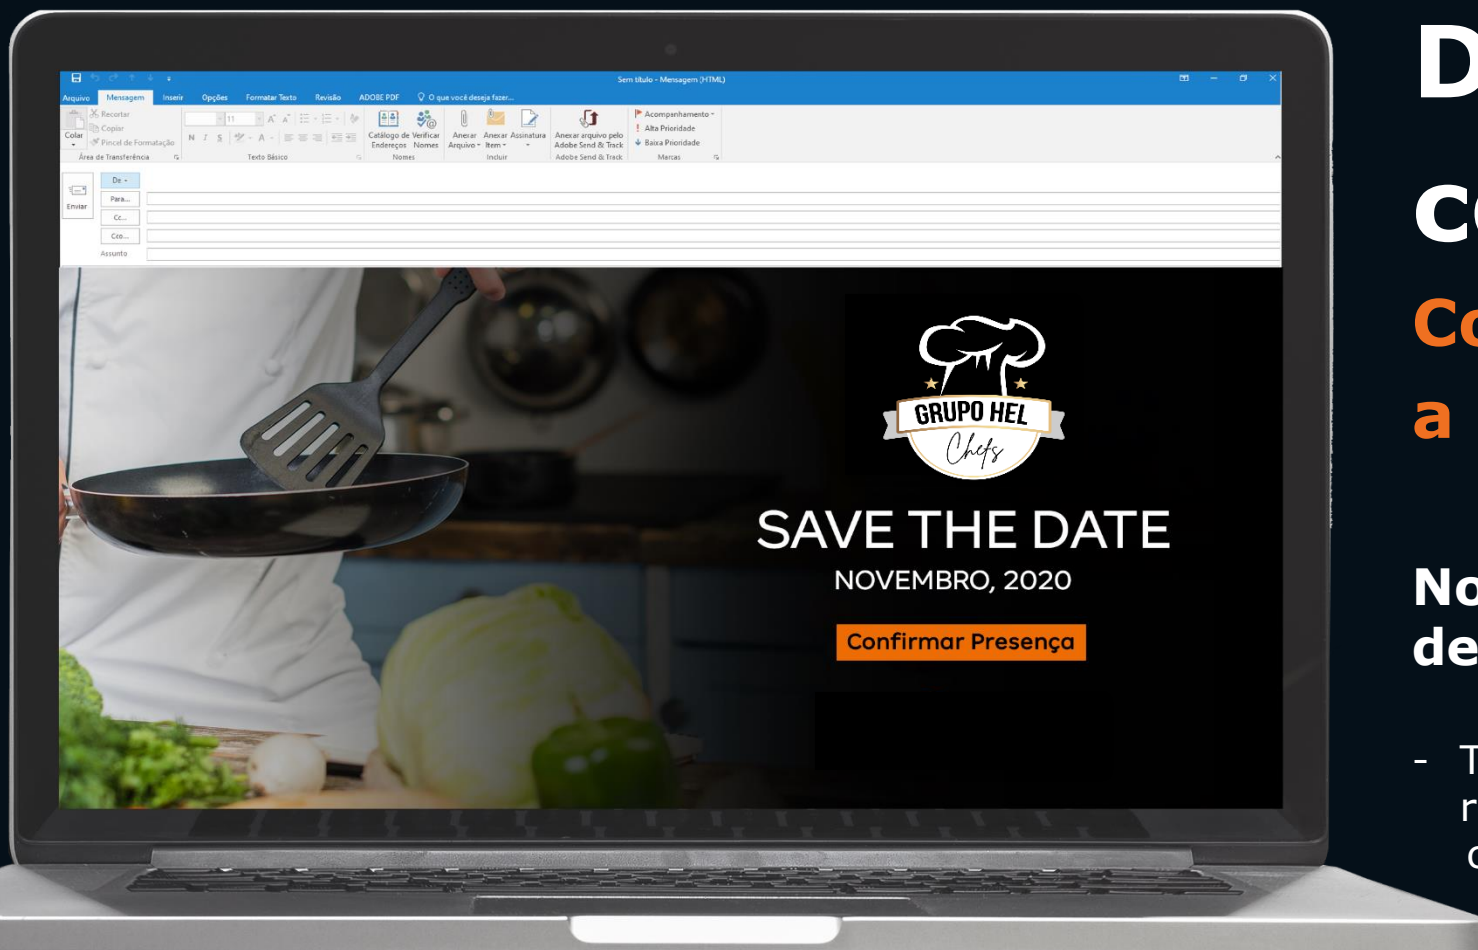 Sem título - Mensagem (HTML)
Arquivo Mensagem Inserir Opções Formatar Texto Revisão ADOBE PDF O que você deseja fazer...
Colar
Recortar
Copiar
Pincel de Formatação
Área de Transferência
11
N I S
A
Texto Básico
Catálogo de Endereços
Verificar Nomes
Nomes
Anexar Arquivo
Anexar Item
Assinatura
Incluir
Anexar arquivo pelo
Adobe Send & Track
Adobe Send & Track
Acompanhamento
Alta Prioridade
Baixa Prioridade
Marcas
Enviar
De
Para...
Cc...
Cco...
Assunto
GRUPO HEL
Chefs
SAVE THE DATE
NOVEMBRO, 2020
Confirmar Presença
a